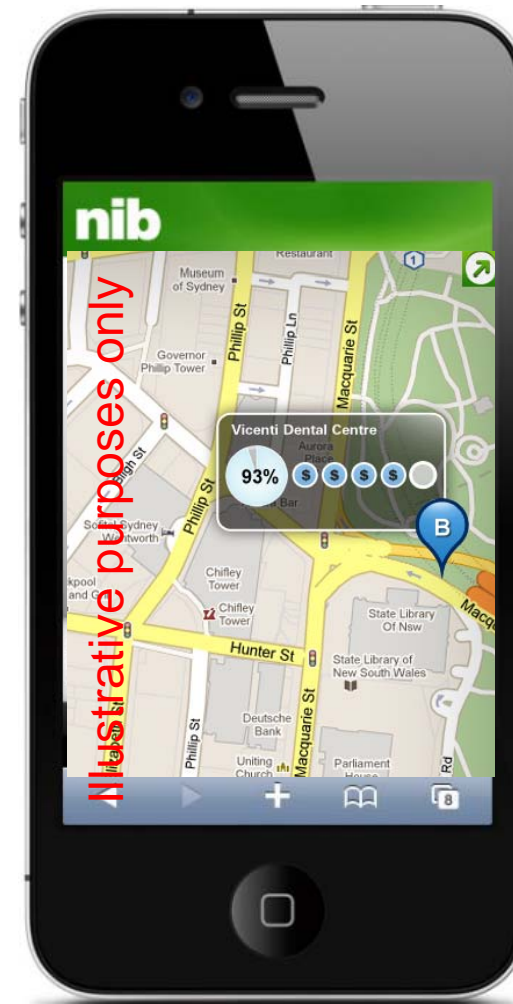 nib
Restaurant
1
Museum
of Sydney
Phillip St
Phillip Ln
Macquarie St
Governor
Phillip Tower
Vicenti Dental Centre
93% $ $ $ $
Aurora
Place
Bar
Bligh St
Phillip St
B
Sofitel Sydney
Wentworth
Chifley
Tower
Chifley
Tower
State Library
Of Nsw
Hunter St
State Library of
New South Wales
Macquarie St
Deutsche
Bank
Phillip St
Uniting
Church
Parliament
House
Rd
8
Illustrative purposes only